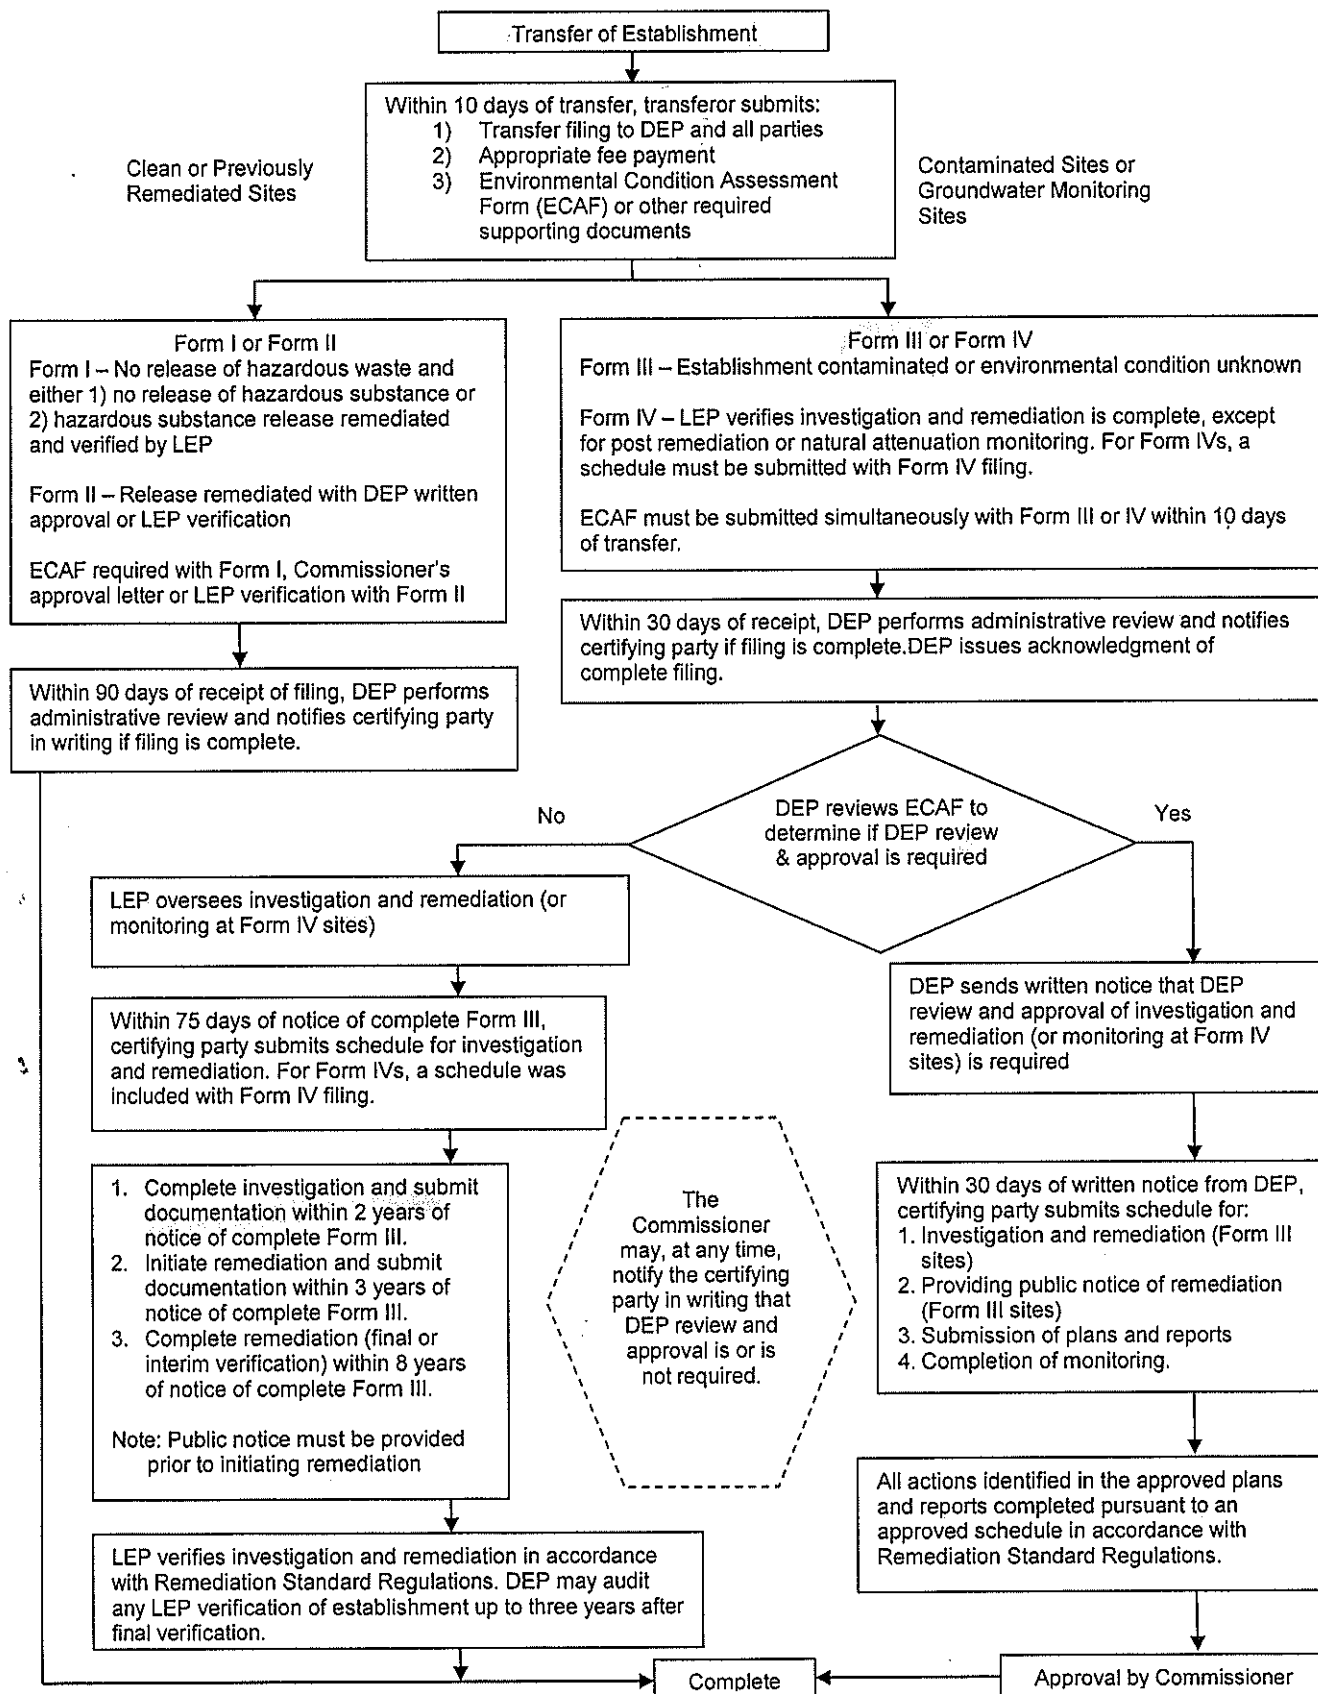 Transfer of Establishment
Within 10 days of transfer, transferor submits:
1) Transfer filing to DEP and all parties
2) Appropriate fee payment
3) Environmental Condition Assessment
Form (ECAF) or other required
supporting documents
Clean or Previously
Remediated Sites
Contaminated Sites or
Groundwater Monitoring
Sites
Form I or Form II
Form I – No release of hazardous waste and
either 1) no release of hazardous substance or
2) hazardous substance release remediated
and verified by LEP
Form II – Release remediated with DEP written
approval or LEP verification
ECAF required with Form I, Commissioner's
approval letter or LEP verification with Form II
Form III or Form IV
Form III – Establishment contaminated or environmental condition unknown
Form IV – LEP verifies investigation and remediation is complete, except
for post remediation or natural attenuation monitoring. For Form IVs, a
schedule must be submitted with Form IV filing.
ECAF must be submitted simultaneously with Form III or IV within 10 days
of transfer.
Within 90 days of receipt of filing, DEP performs
administrative review and notifies certifying party
in writing if filing is complete.
Within 30 days of receipt, DEP performs administrative review and notifies
certifying party if filing is complete.DEP issues acknowledgment of
complete filing.
No
DEP reviews ECAF to
determine if DEP review
& approval is required
Yes
LEP oversees investigation and remediation (or
monitoring at Form IV sites)
Within 75 days of notice of complete Form III,
certifying party submits schedule for investigation
and remediation. For Form IVs, a schedule was
included with Form IV filing.
DEP sends written notice that DEP
review and approval of investigation and
remediation (or monitoring at Form IV
sites) is required
1. Complete investigation and submit
documentation within 2 years of
notice of complete Form III.
2. Initiate remediation and submit
documentation within 3 years of
notice of complete Form III.
3. Complete remediation (final or
interim verification) within 8 years
of notice of complete Form III.
Note: Public notice must be provided
prior to initiating remediation
The
Commissioner
may, at any time,
notify the certifying
party in writing that
DEP review and
approval is or is
not required.
Within 30 days of written notice from DEP,
certifying party submits schedule for:
1. Investigation and remediation (Form III
sites)
2. Providing public notice of remediation
(Form III sites)
3. Submission of plans and reports
4. Completion of monitoring.
All actions identified in the approved plans
and reports completed pursuant to an
approved schedule in accordance with
Remediation Standard Regulations.
LEP verifies investigation and remediation in accordance
with Remediation Standard Regulations. DEP may audit
any LEP verification of establishment up to three years after
final verification.
Complete
Approval by Commissioner